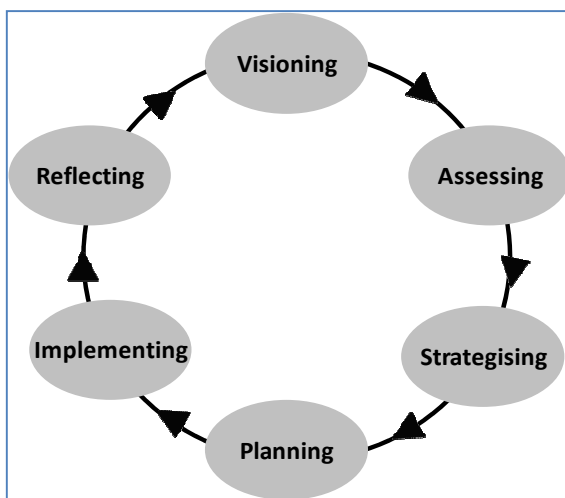 Visioning
Assessing
Strategising
Planning
Implementing
Reflecting